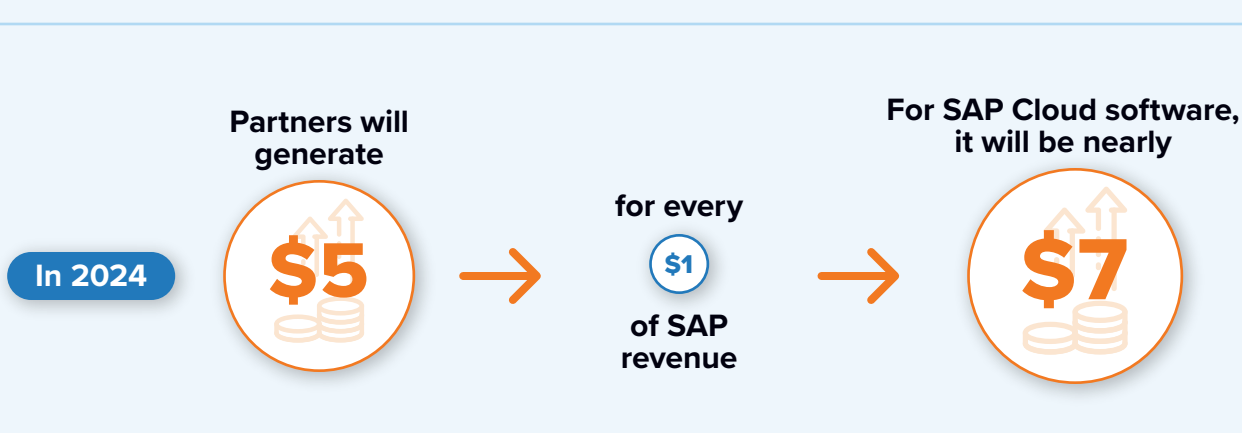 In 2024
Partners will
generate
$5
for every
$1
of SAP
revenue
For SAP Cloud software,
it will be nearly
$7